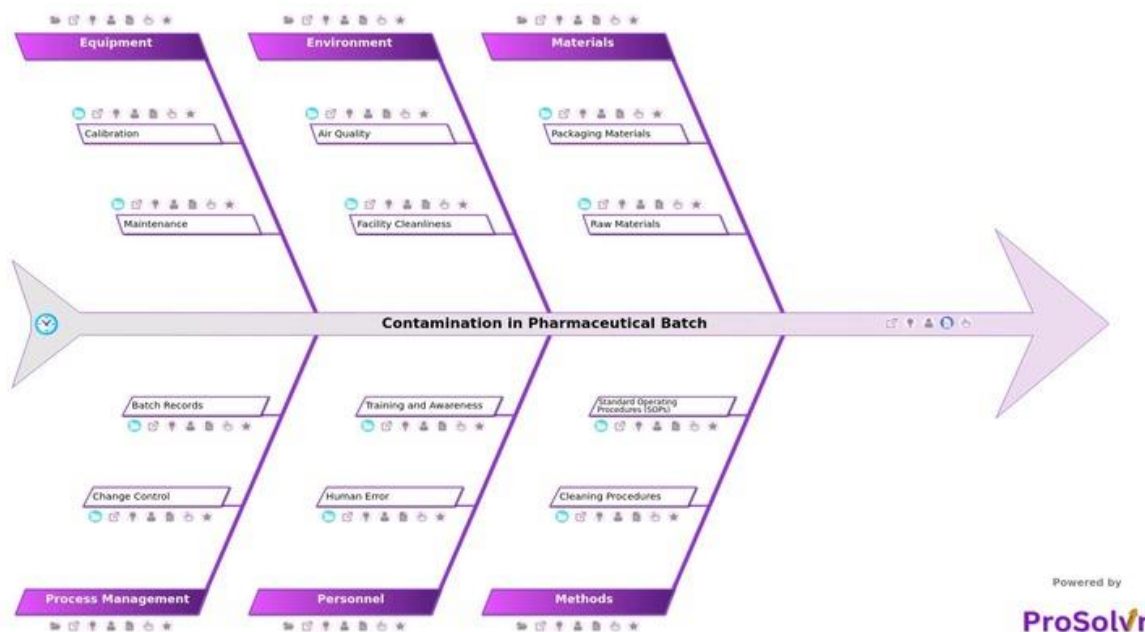 Equipment
Environment
Materials
Calibration
Air Quality
Packaging Materials
Maintenance
Facility Cleanliness
Raw Materials
Contamination in Pharmaceutical Batch
Batch Records
Training and Awareness
Standard Operating
Procedures (SOPs)
Change Control
Human Error
Cleaning Procedures
Process Management
Personnel
Methods
Powered by
ProSolvr